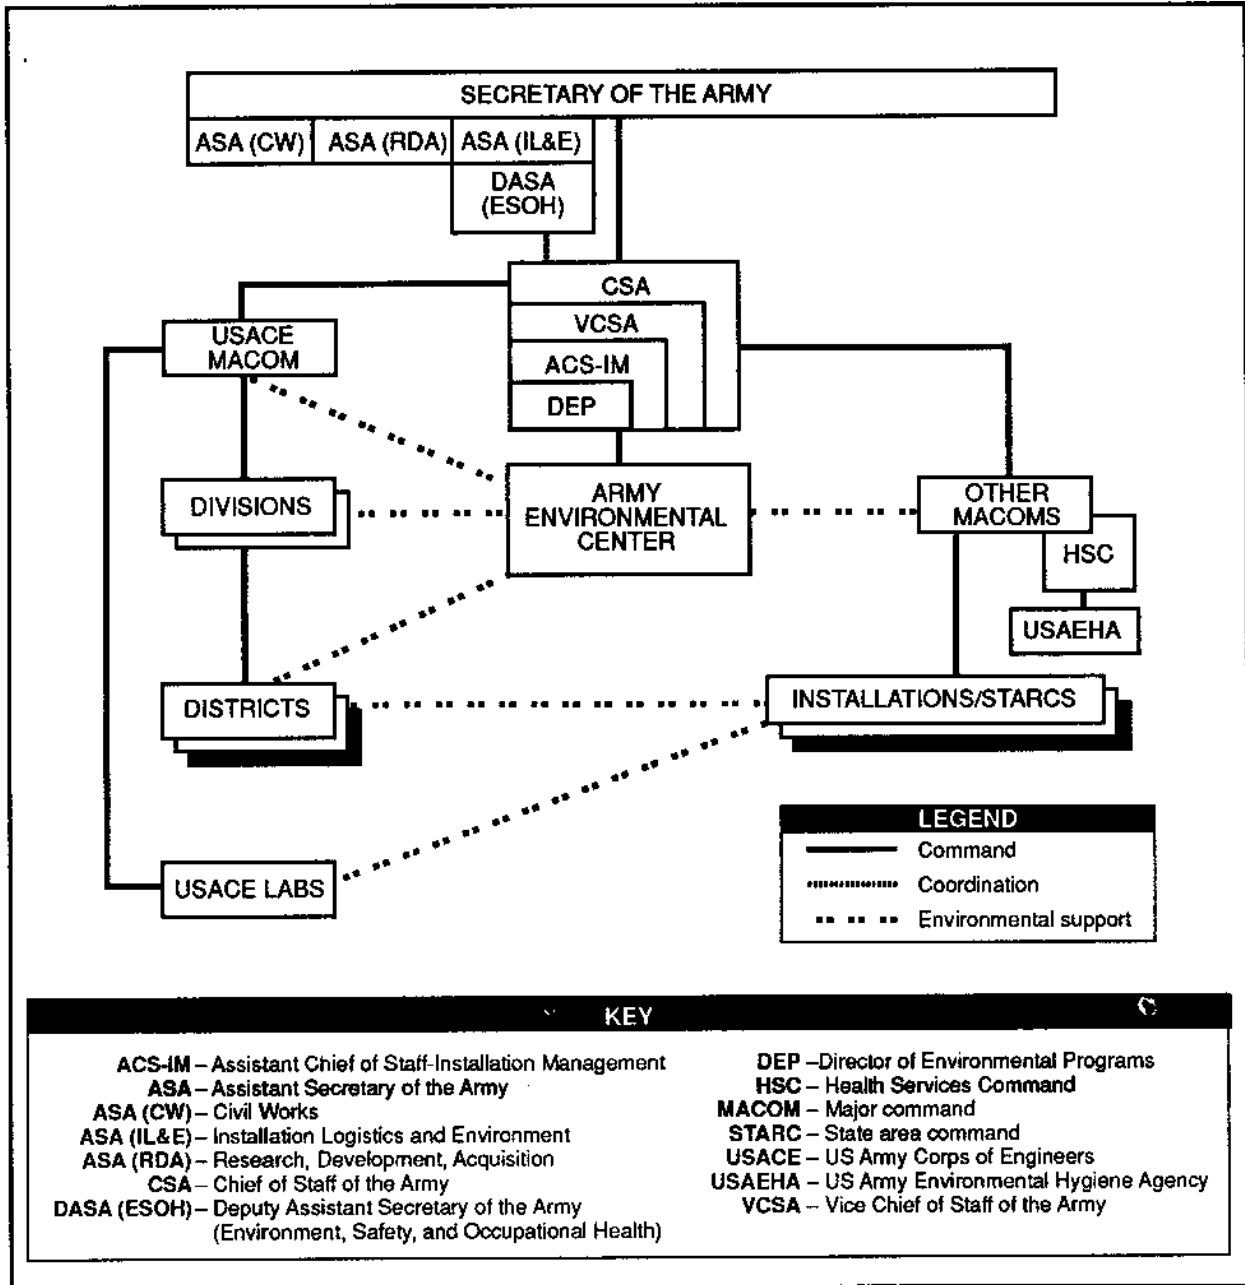 SECRETARY OF THE ARMY
ASA (CW) ASA (RDA) ASA (IL&E)
DASA
(ESOH)
CSA
VCSA
ACS-IM
DEP
USACE
MACOM
DIVISIONS
ARMY
ENVIRONMENTAL
CENTER
OTHER
MACOMS
HSC
USAEHA
DISTRICTS
INSTALLATIONS/STARCS
USACE LABS
LEGEND
Command
Coordination
Environmental support
KEY
ACS-IM – Assistant Chief of Staff-Installation Management
ASA – Assistant Secretary of the Army
ASA (CW) – Civil Works
ASA (IL&E) – Installation Logistics and Environment
ASA (RDA) – Research, Development, Acquisition
CSA – Chief of Staff of the Army
DASA (ESOH) – Deputy Assistant Secretary of the Army
(Environment, Safety, and Occupational Health)
DEP –Director of Environmental Programs
HSC – Health Services Command
MACOM – Major command
STARC – State area command
USACE – US Army Corps of Engineers
USAEHA – US Army Environmental Hygiene Agency
VCSA – Vice Chief of Staff of the Army